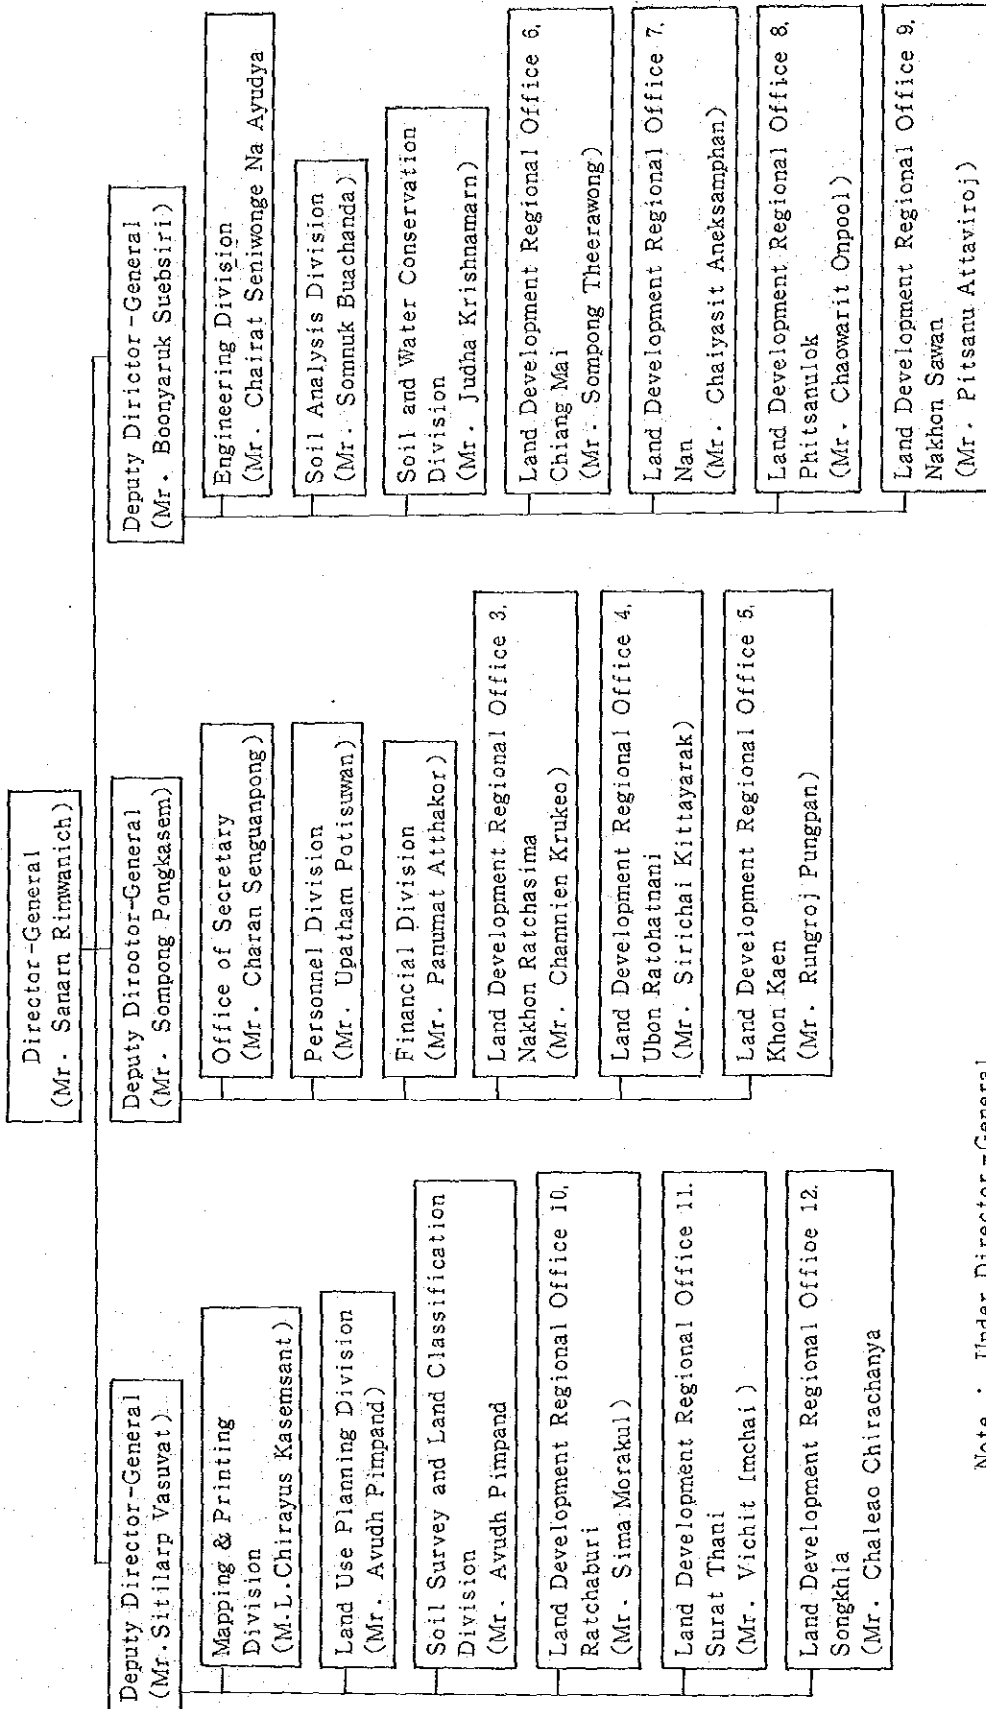 Director-General
(Mr. Sanarn Rimwanich)
Deputy Director-General
(Mr. Sitilarp Vasuvat)
Mapping & Printing
Division
(M.L. Chirayus Kasemsant)
Land Use Planning Division
(Mr. Avudh Pimpand)
Soil Survey and Land Classification
Division
(Mr. Avudh Pimpand
Land Development Regional Office 10,
Ratchaburi
(Mr. Sima Morakul)
Land Development Regional Office 11.
Surat Thani
(Mr. Vichit Imchai)
Land Development Regional Offioe 12.
Songkhla
(Mr. Chaleao Chirachanya
Deputy Dirootor-General
(Mr. Sompong Pongkasem)
Office of Secretary
(Mr. Charan Senguanpong)
Personnel Division
(Mr. Upatham Potisuwan)
Financial Division
(Mr. Panumat Atthakor)
Land Development Regional Office 3.
Nakhon Ratchasima
(Mr. Chamnien Krukeo)
Land Development Regional Office 4.
Ubon Ratohatnani
(Mr. Sirichai Kittayarak)
Land Development Regional Office 5.
Khon Kaen
(Mr. Rungroj Pungpan)
Deputy Dirictor-General
(Mr. Boonyaruk Suebsiri)
Engineering Division
(Mr. Chairat Seniwonge Na Ayudya
Soil Analysis Division
(Mr. Somnuk Buachanda)
Soil and Water Conservation
Division
(Mr. Judha Krishnamarn)
Land Development Regional Office 6,
Chiang Mai
(Mr. Sompong Theerawong)
Land Development Regional Office 7.
Nan
(Mr. Chaiyasit Aneksamphan)
Land Development Regional Office 8.
Phitsanulok
(Mr. Chaowarit Onpool)
Land Development Regional Office 9.
Nakhon Sawan
(Mr. Pitsanu Attaviroj)
Note : Under Director-General